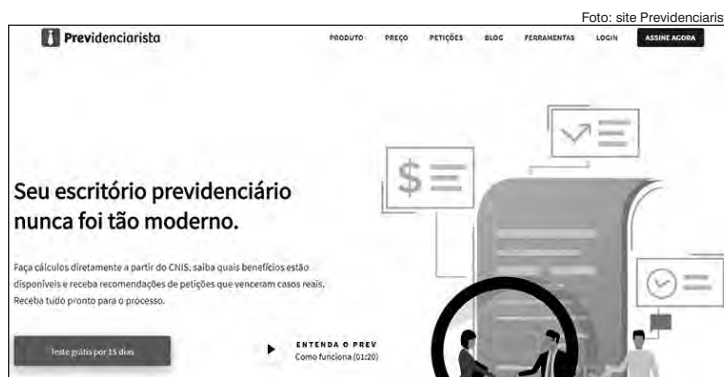 Foto: site Previdenciaris
Previdenciarista
PRODUTO PREÇO PETIÇÕES BLOG FERRAMENTAS LOGIN ASSINE AGORA
Seu escritório previdenciário
nunca foi tão moderno.
Faça cálculos diretamente a partir do CNIS, saiba quais benefícios estão
disponíveis e receba recomendações de petições que venceram casos reais.
Receba tudo pronto para o processo.
Teste grátis por 15 dias
ENTENDA O PREV
Como funciona (01:20)